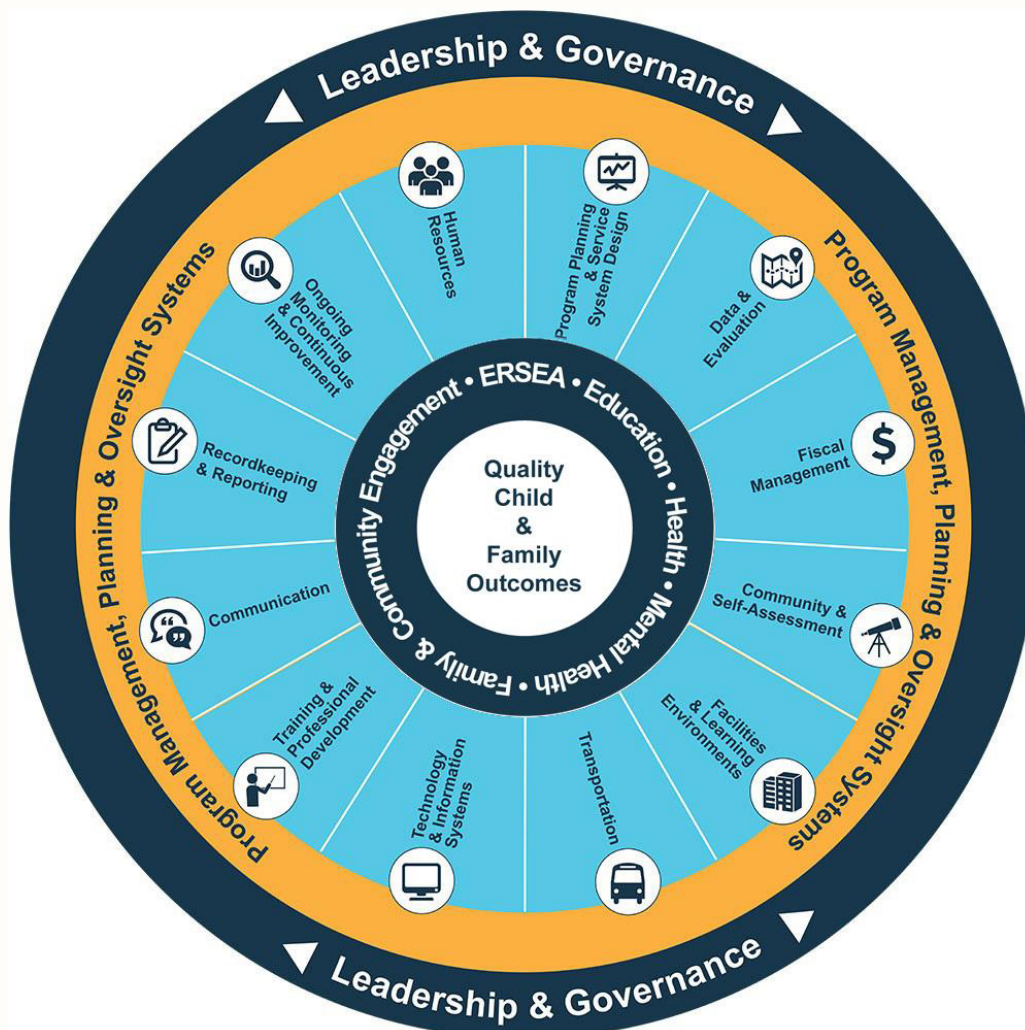 Leadership & Governance
Program Management, Planning & Oversight Systems
Program Management, Planning & Oversight Systems
Program Planning
& Service
System Design
Data &
Evaluation
$
Fiscal
Management
Community &
Self-Assessment
Facilities
& Learning
Environments
Transportation
Technology
& Information
Systems
Training &
Professional
Development
Communication
Recordkeeping
& Reporting
Ongoing
Monitoring
& Continuous
Improvement
Human
Resources
ERSEA • Education • Health • Mental Health • Family & Community Engagement •
Quality
Child
&
Family
Outcomes
Leadership & Governance